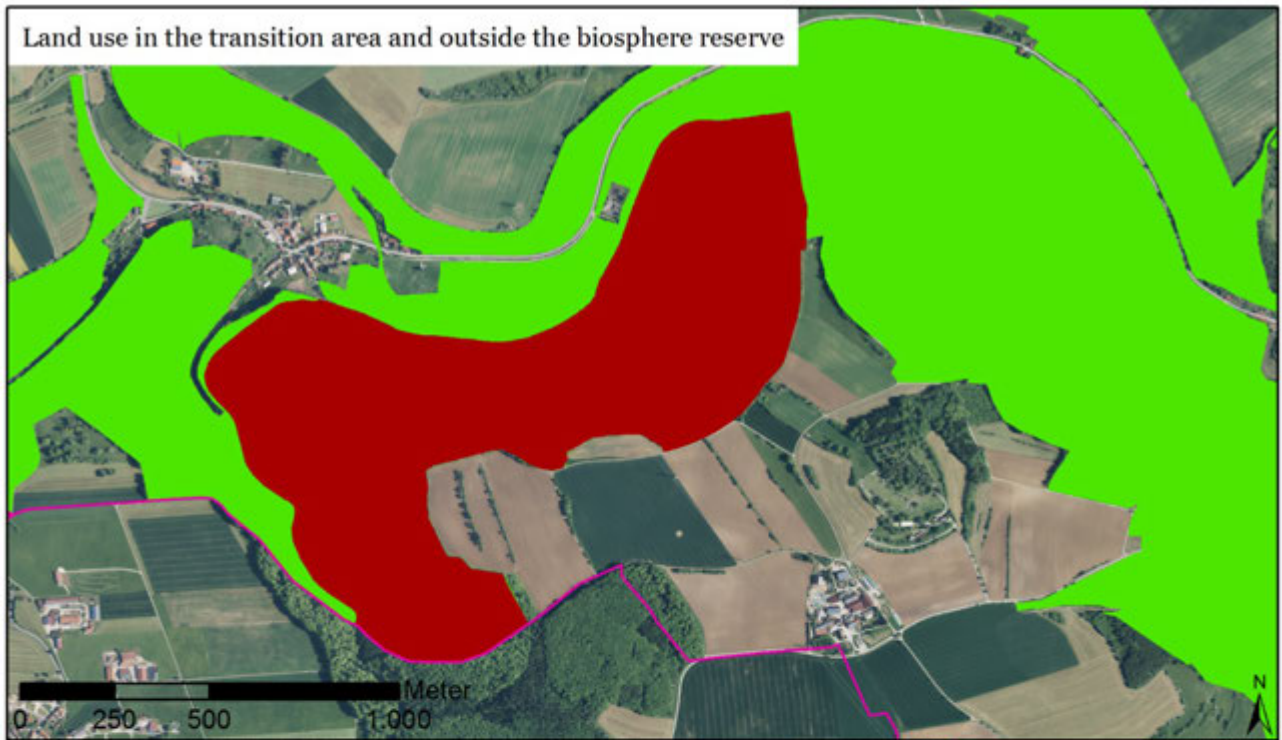 Land use in the transition area and outside the biosphere reserve
N
Meter
0 250 500 1.000